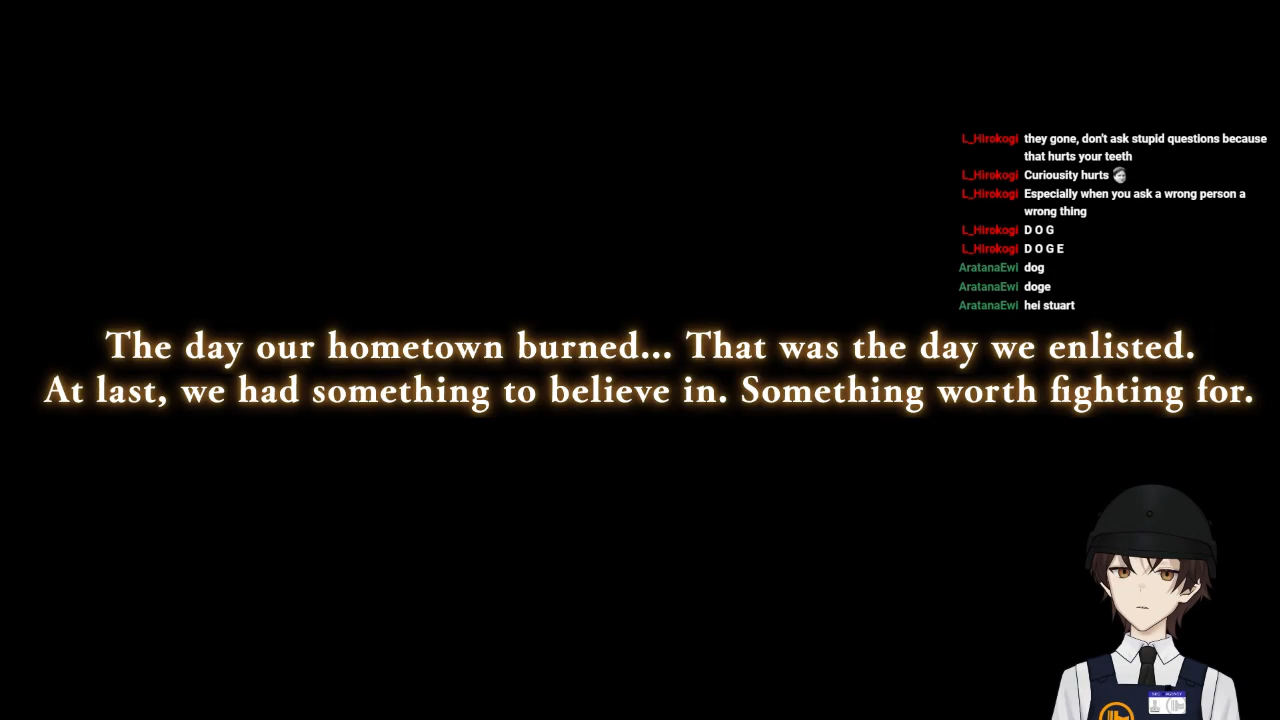 L_Hirokogi they gone, don't ask stupid questions because
that hurts your teeth
L_Hirokogi Curiousity hurts
L_Hirokogi Especially when you ask a wrong person a
wrong thing
L_Hirokogi D O G
L_Hirokogi D O G E
AratanaEwi dog
AratanaEwi doge
AratanaEwi hei stuart
The day our hometown burned... That was the day we enlisted.
At last, we had something to believe in. Something worth fighting for.